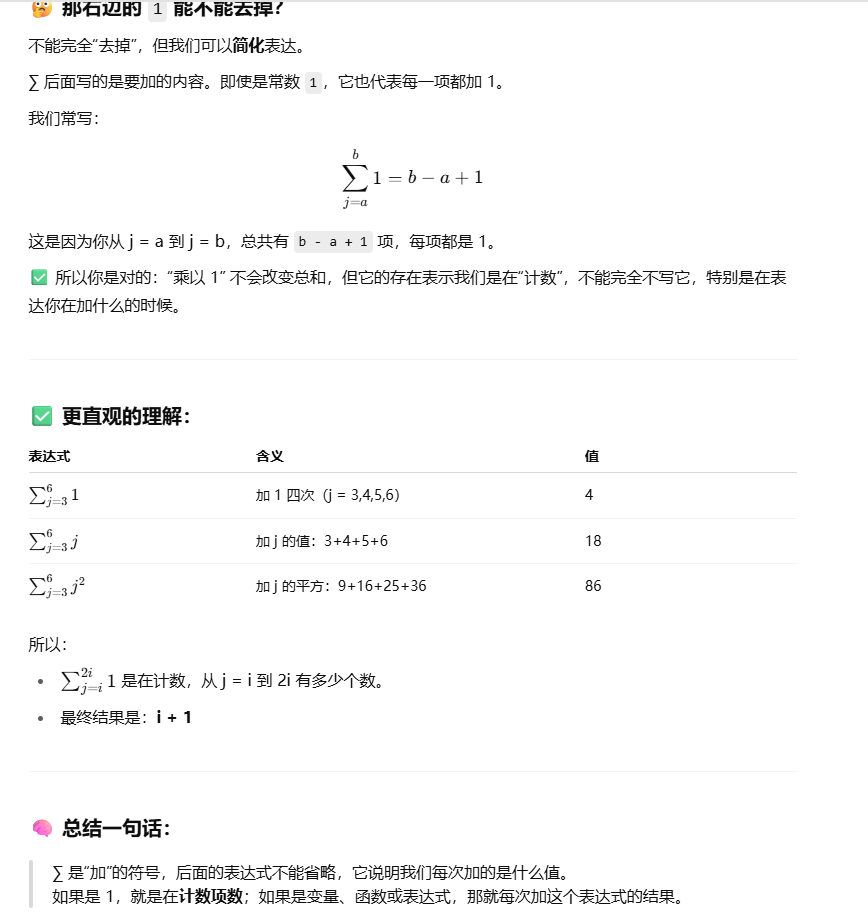 🤔 那右边的 1 能不能去掉？
不能完全“去掉”，但我们可以简化表达。
∑ 后面写的是要加的内容。即使是常数 1，它也代表每一项都加 1。
我们常写：
\sum_{j=a}^{b} 1 = b − a + 1
这是因为你从 j = a 到 j = b，总共有 b - a + 1 项，每项都是 1。
✅ 所以你是对的：“乘以 1” 不会改变总和，但它的存在表示我们是在“计数”，不能完全不写它，特别是在表
达你在加什么的时候。
✅ 更直观的理解：
表达式 含义 值
\sum_{j=3}^{6} 1 加 1 四次（j = 3,4,5,6） 4
\sum_{j=3}^{6} j 加 j 的值：3+4+5+6 18
\sum_{j=3}^{6} j^2 加 j 的平方：9+16+25+36 86
所以：
• \sum_{j=i}^{2i} 1 是在计数，从 j = i 到 2i 有多少个数。
• 最终结果是：i + 1
🧠 总结一句话：
∑ 是“加”的符号，后面的表达式不能省略，它说明我们每次加的是什么值。
如果是 1，就是在计数项数；如果是变量、函数或表达式，那就每次加这个表达式的结果。